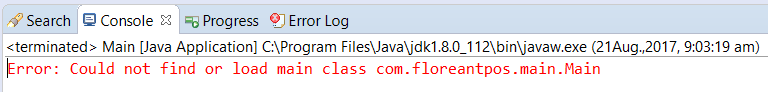 Search Console Progress Error Log
<terminated> Main [Java Application] C:\Program Files\Java\jdk1.8.0_112\bin\javaw.exe (21Aug.,2017, 9:03:19 am)
Error: Could not find or load main class com.floreantpos.main.Main